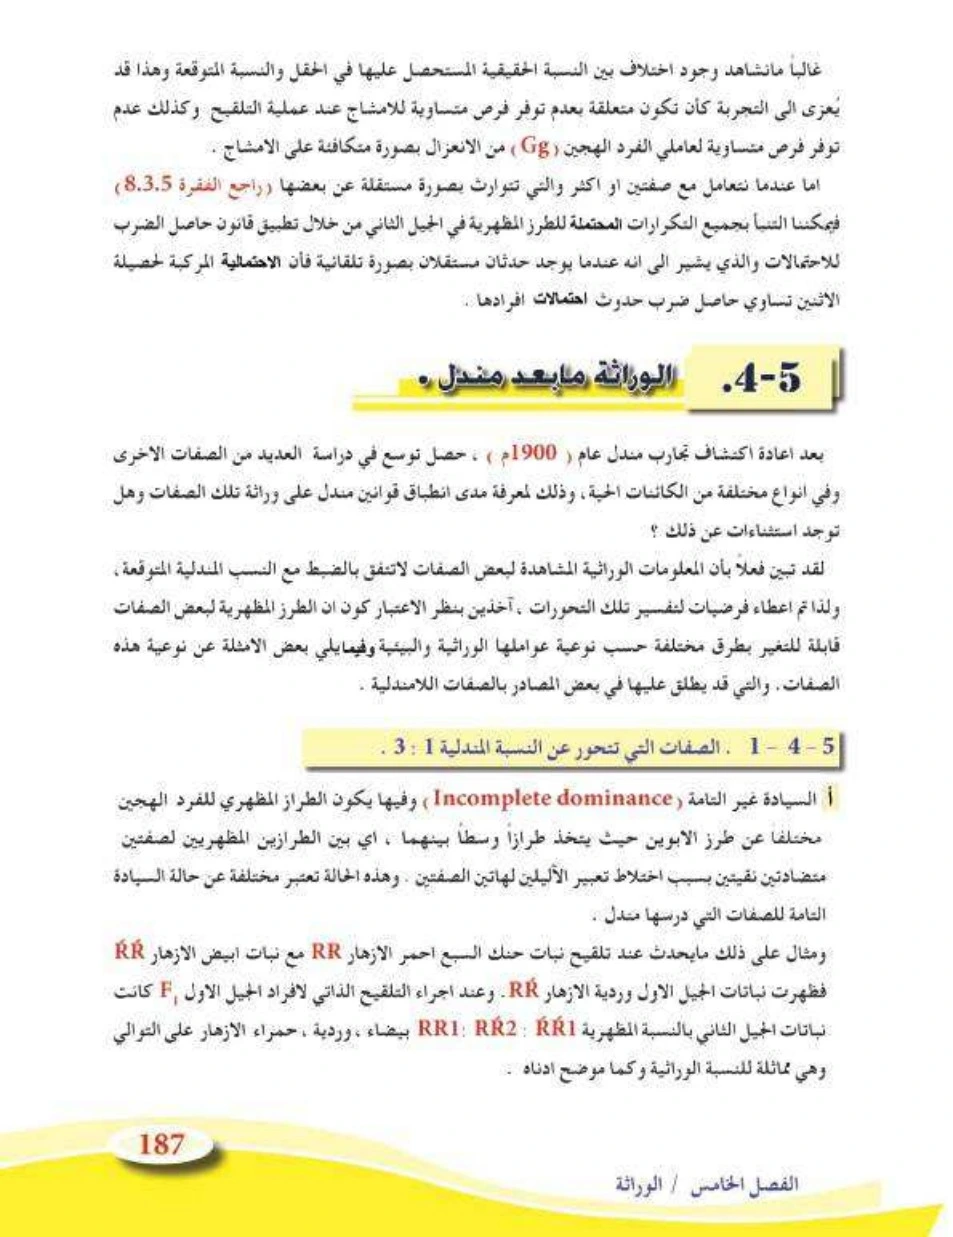 غالباً مانشاهد وجود اختلاف بين النسبة الحقيقية المستحصل عليها في الحقل والنسبة المتوقعة وهذا قد
يُعزى الى التجربة كأن تكون متعلقة بعدم توفر فرص متساوية للامشاج عند عملية التلقيح وكذلك عدم
توفر فرص متساوية لعاملي الفرد الهجين (Gg) من الانعزال بصورة متكافئة على الامشاج .
اما عندما نتعامل مع صفتين او اكثر والتي تتوارث بصورة مستقلة عن بعضها (راجع الفقرة 8.3.5)
فيمكننا التنبأ بجميع التكرارات المحتملة للطرز المظهرية في الجيل الثاني من خلال تطبيق قانون حاصل الضرب
للاحتمالات والذي يشير الى انه عندما يوجد حدثان مستقلان بصورة تلقائية فأن الاحتمالية المركبة لحصيلة
الاثنين تساوي حاصل ضرب حدوث احتمالات افرادها .
4-5. الوراثة مابعد مندل .
بعد اعادة اكتشاف تجارب مندل عام ( 1900م ) ، حصل توسع في دراسة العديد من الصفات الاخرى
وفي انواع مختلفة من الكائنات الحية، وذلك لمعرفة مدى انطباق قوانين مندل على وراثة تلك الصفات وهل
توجد استثناءات عن ذلك ؟
لقد تبين فعلاً بأن المعلومات الوراثية المشاهدة لبعض الصفات لاتتفق بالضبط مع النسب المندلية المتوقعة،
ولذا تم اعطاء فرضيات لتفسير تلك التحورات ، آخذين بنظر الاعتبار كون ان الطرز المظهرية لبعض الصفات
قابلة للتغير بطرق مختلفة حسب نوعية عواملها الوراثية والبيئية وفيمايلي بعض الامثلة عن نوعية هذه
الصفات. والتي قد يطلق عليها في بعض المصادر بالصفات اللامندلية .
5 - 4 - 1 . الصفات التي تتحور عن النسبة المندلية 1 : 3 .
أ السيادة غير التامة (Incomplete dominance) وفيها يكون الطراز المظهري للفرد الهجين
مختلفاً عن طرز الابوين حيث يتخذ طرازاً وسطاً بينهما ، اي بين الطرازين المظهريين لصفتين
متضادتين نقيتين بسبب اختلاط تعبير الأليلين لهاتين الصفتين . وهذه الحالة تعتبر مختلفة عن حالة السيادة
التامة للصفات التي درسها مندل .
ومثال على ذلك مايحدث عند تلقيح نبات حنك السبع احمر الازهار RR مع نبات ابيض الازهار ŔŔ
فظهرت نباتات الجيل الاول وردية الازهار RŔ. وعند اجراء التلقيح الذاتي لافراد الجيل الاول F₁ كانت
نباتات الجيل الثاني بالنسبة المظهرية RR1: RŔ2 : ŔŔ1 بيضاء ، وردية ، حمراء الازهار على التوالي
وهي مماثلة للنسبة الوراثية وكما موضح ادناه .
187
الفصل الخامس / الوراثة